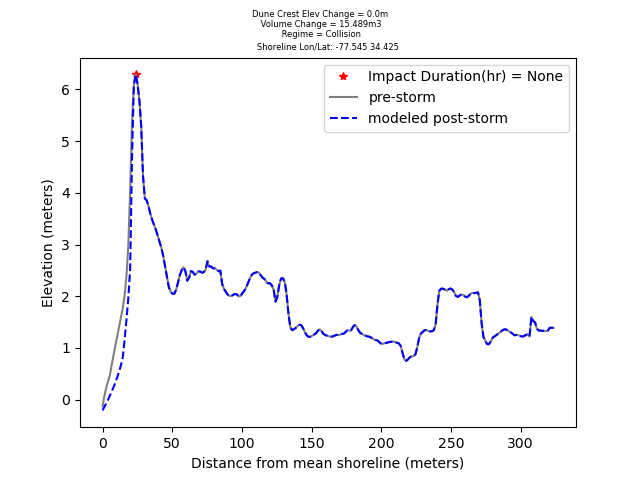 Dune Crest Elev Change = 0.0m
Volume Change = 15.489m3
Regime = Collision
Shoreline Lon/Lat: -77.545 34.425
Impact Duration(hr) = None
pre-storm
modeled post-storm
Elevation (meters)
6
5
4
3
2
1
0
0 50 100 150 200 250 300
Distance from mean shoreline (meters)